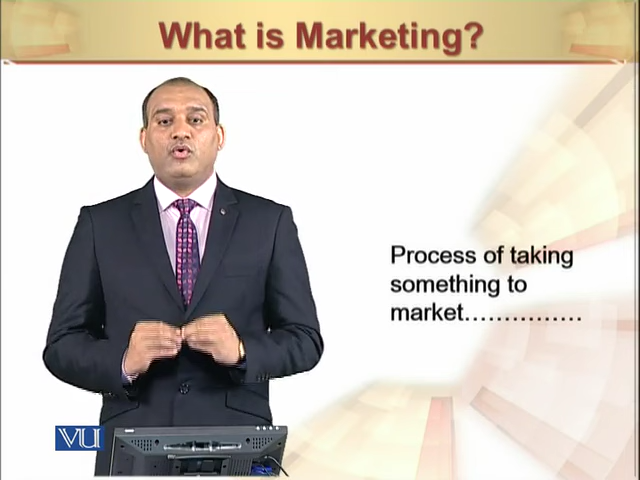 What is Marketing?
Process of taking
something to
market……………
VU